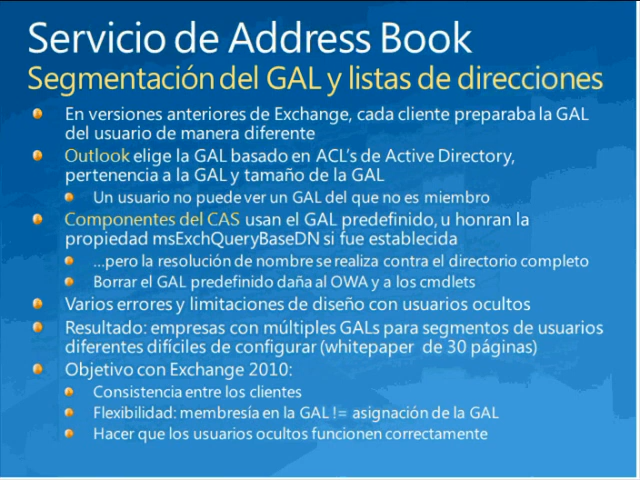 Servicio de Address Book
Segmentación del GAL y listas de direcciones
En versiones anteriores de Exchange, cada cliente preparaba la GAL
del usuario de manera diferente
Outlook elige la GAL basado en ACL's de Active Directory,
pertenencia a la GAL y tamaño de la GAL
Un usuario no puede ver un GAL del que no es miembro
Componentes del CAS usan el GAL predefinido, u honran la
propiedad msExchQueryBaseDN si fue establecida
...pero la resolución de nombre se realiza contra el directorio completo
Borrar el GAL predefinido daña al OWA y a los cmdlets
Varios errores y limitaciones de diseño con usuarios ocultos
Resultado: empresas con múltiples GALs para segmentos de usuarios
diferentes difíciles de configurar (whitepaper de 30 páginas)
Objetivo con Exchange 2010:
Consistencia entre los clientes
Flexibilidad: membresía en la GAL != asignación de la GAL
Hacer que los usuarios ocultos funcionen correctamente